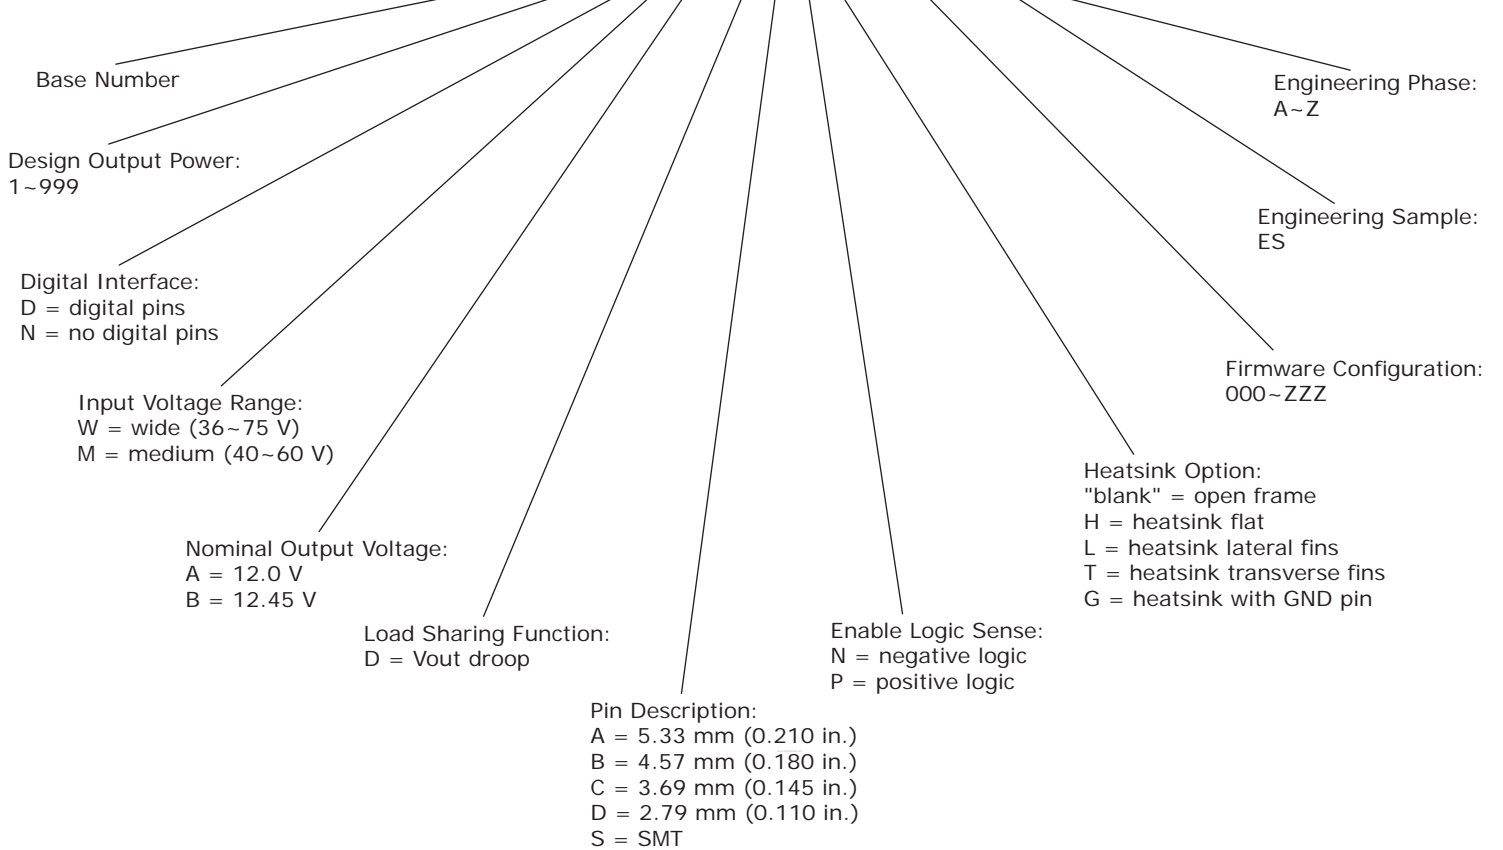 Base Number
Design Output Power:
1~999
Digital Interface:
D = digital pins
N = no digital pins
Input Voltage Range:
W = wide (36~75 V)
M = medium (40~60 V)
Nominal Output Voltage:
A = 12.0 V
B = 12.45 V
Load Sharing Function:
D = Vout droop
Pin Description:
A = 5.33 mm (0.210 in.)
B = 4.57 mm (0.180 in.)
C = 3.69 mm (0.145 in.)
D = 2.79 mm (0.110 in.)
S = SMT
Enable Logic Sense:
N = negative logic
P = positive logic
Heatsink Option:
"blank" = open frame
H = heatsink flat
L = heatsink lateral fins
T = heatsink transverse fins
G = heatsink with GND pin
Firmware Configuration:
000~ZZZ
Engineering Sample:
ES
Engineering Phase:
A~Z